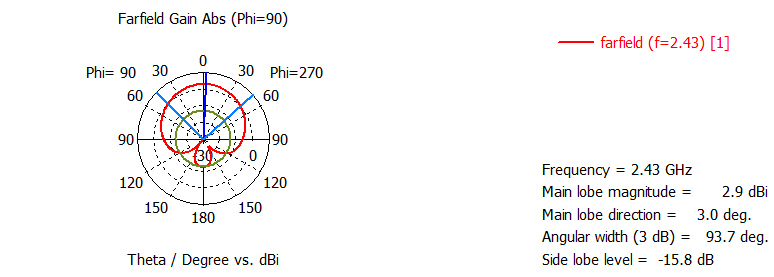 Farfield Gain Abs (Phi=90)
farfield (f=2.43) [1]
0
Phi= 90 30 30 Phi=270
60 60
90 30 0 90
120 120
150 150
180
Theta / Degree vs. dBi
Frequency = 2.43 GHz
Main lobe magnitude = 2.9 dBi
Main lobe direction = 3.0 deg.
Angular width (3 dB) = 93.7 deg.
Side lobe level = -15.8 dB